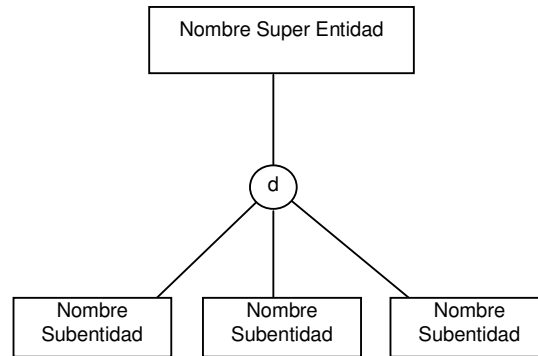 Nombre Super Entidad
d
Nombre
Subentidad
Nombre
Subentidad
Nombre
Subentidad